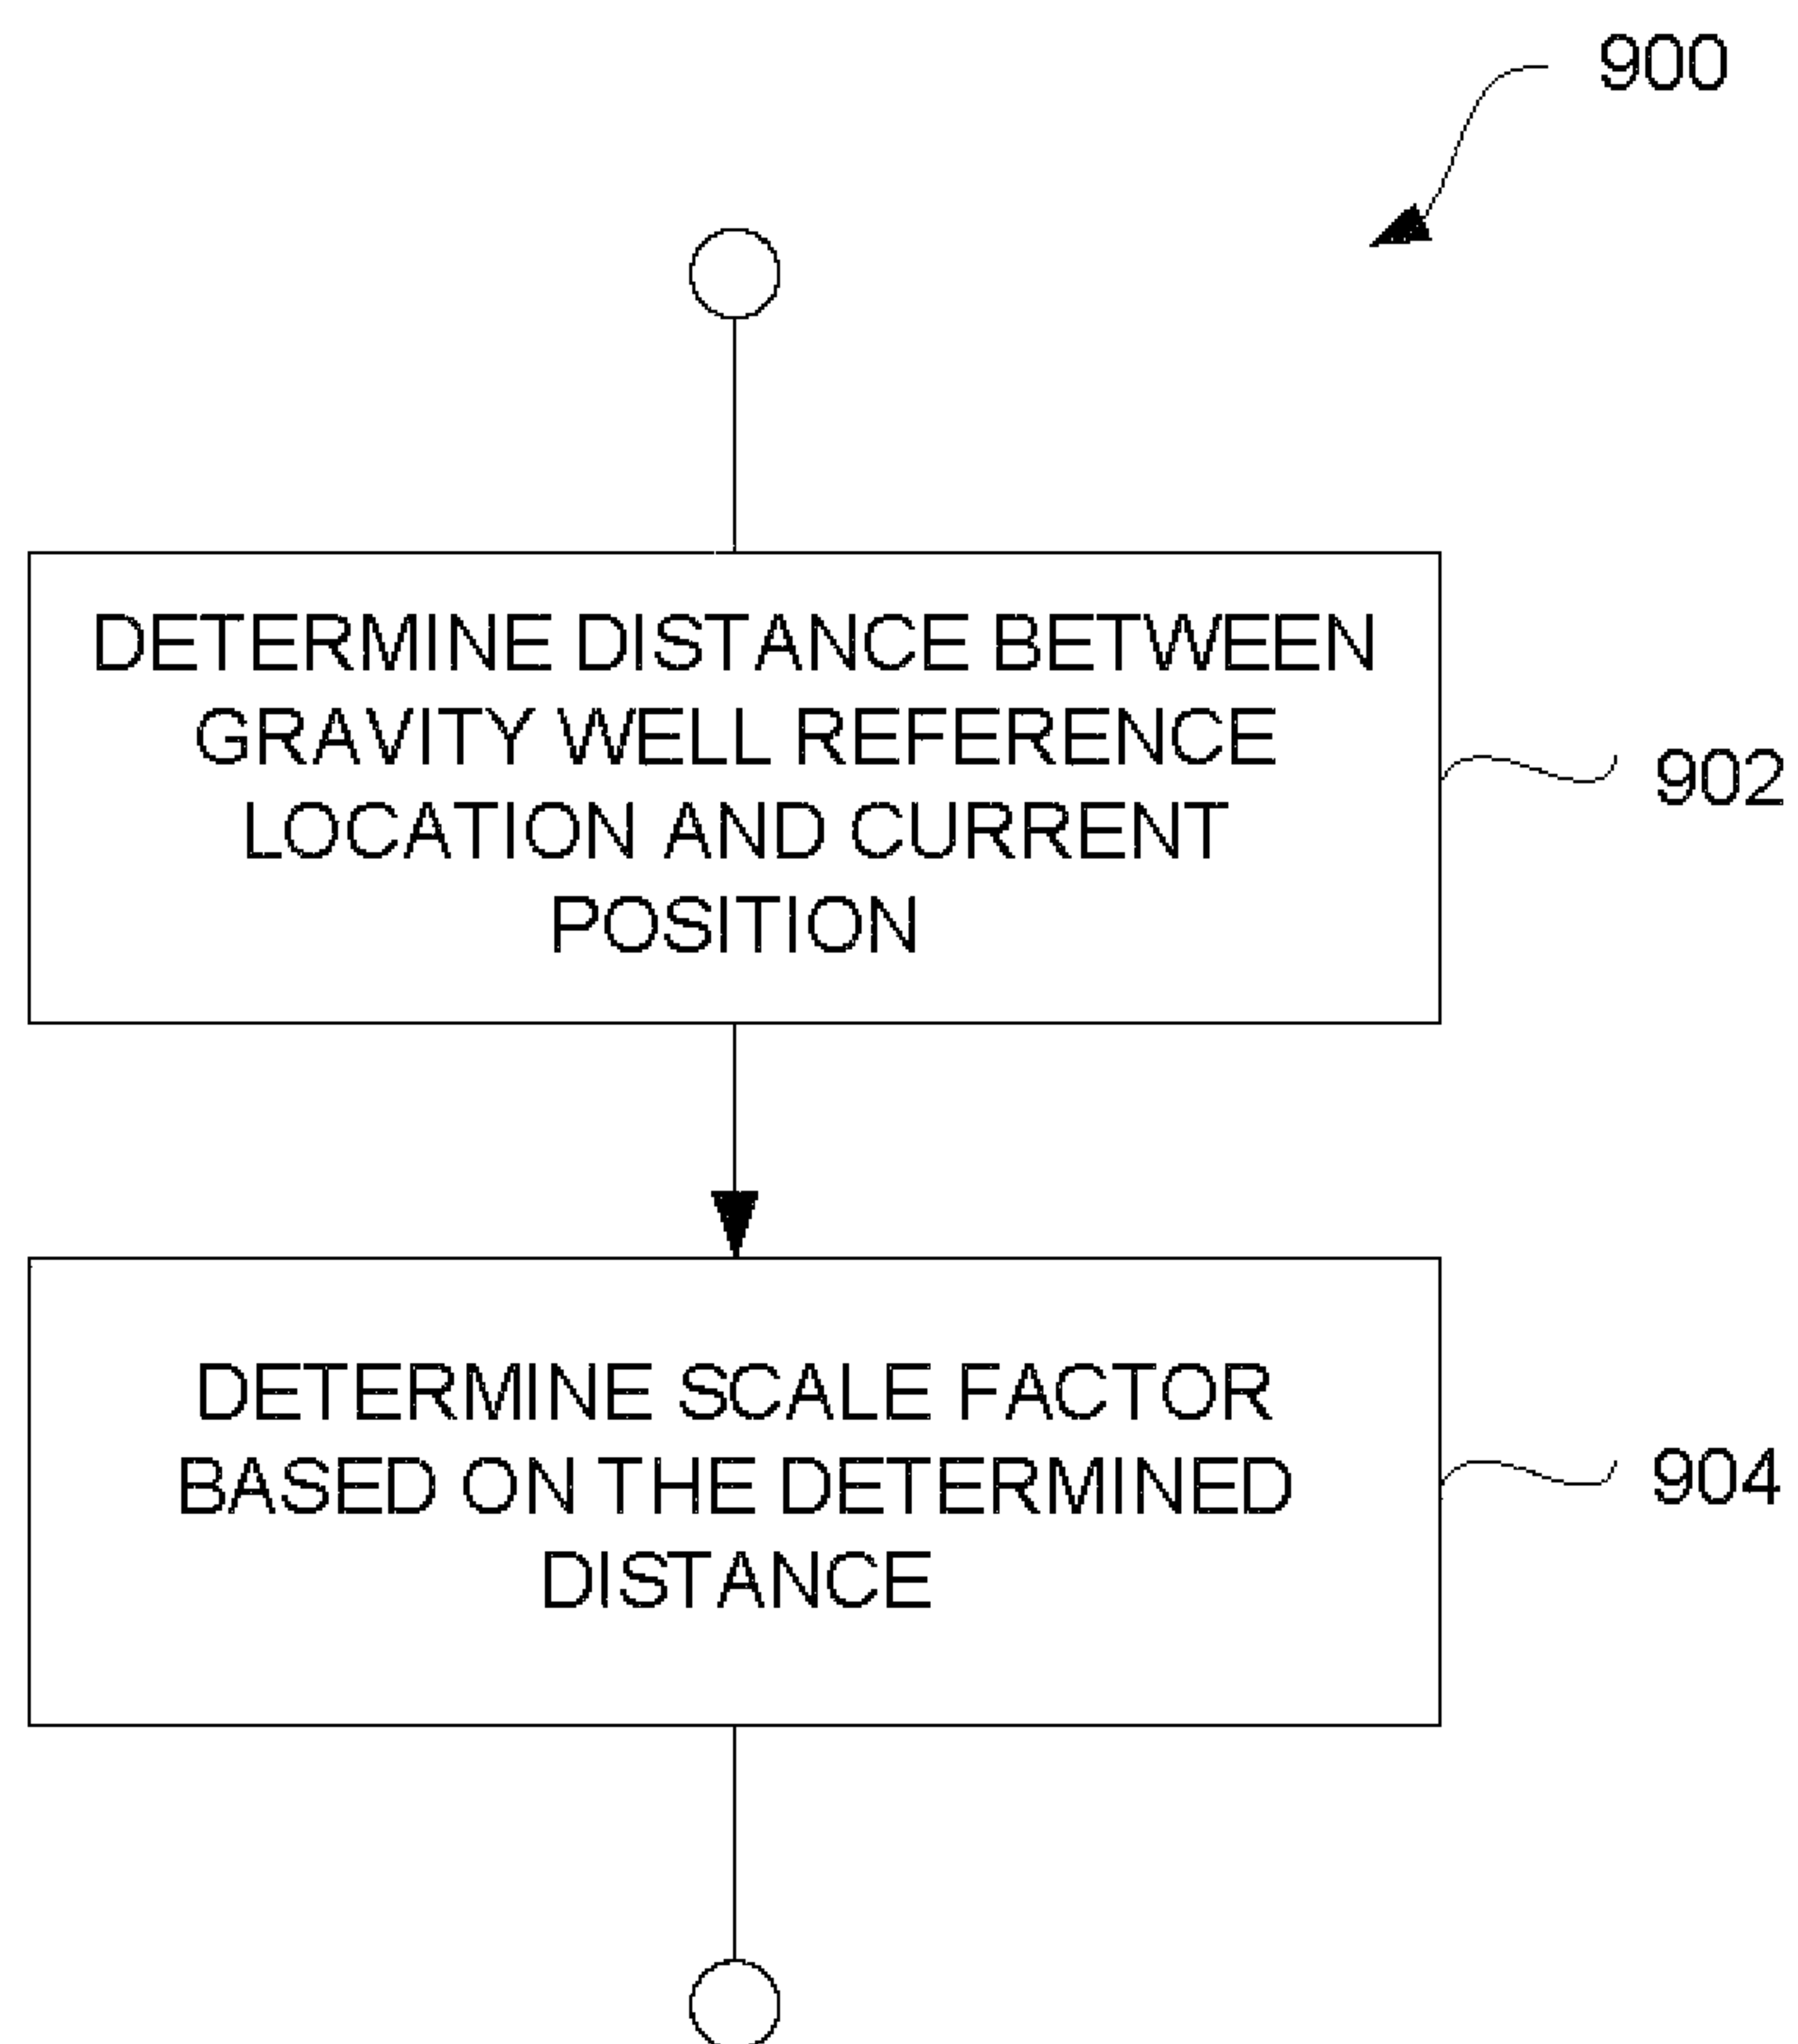 900
DETERMINE DISTANCE BETWEEN
GRAVITY WELL REFERENCE
LOCATION AND CURRENT
POSITION
902
DETERMINE SCALE FACTOR
BASED ON THE DETERMINED
DISTANCE
904